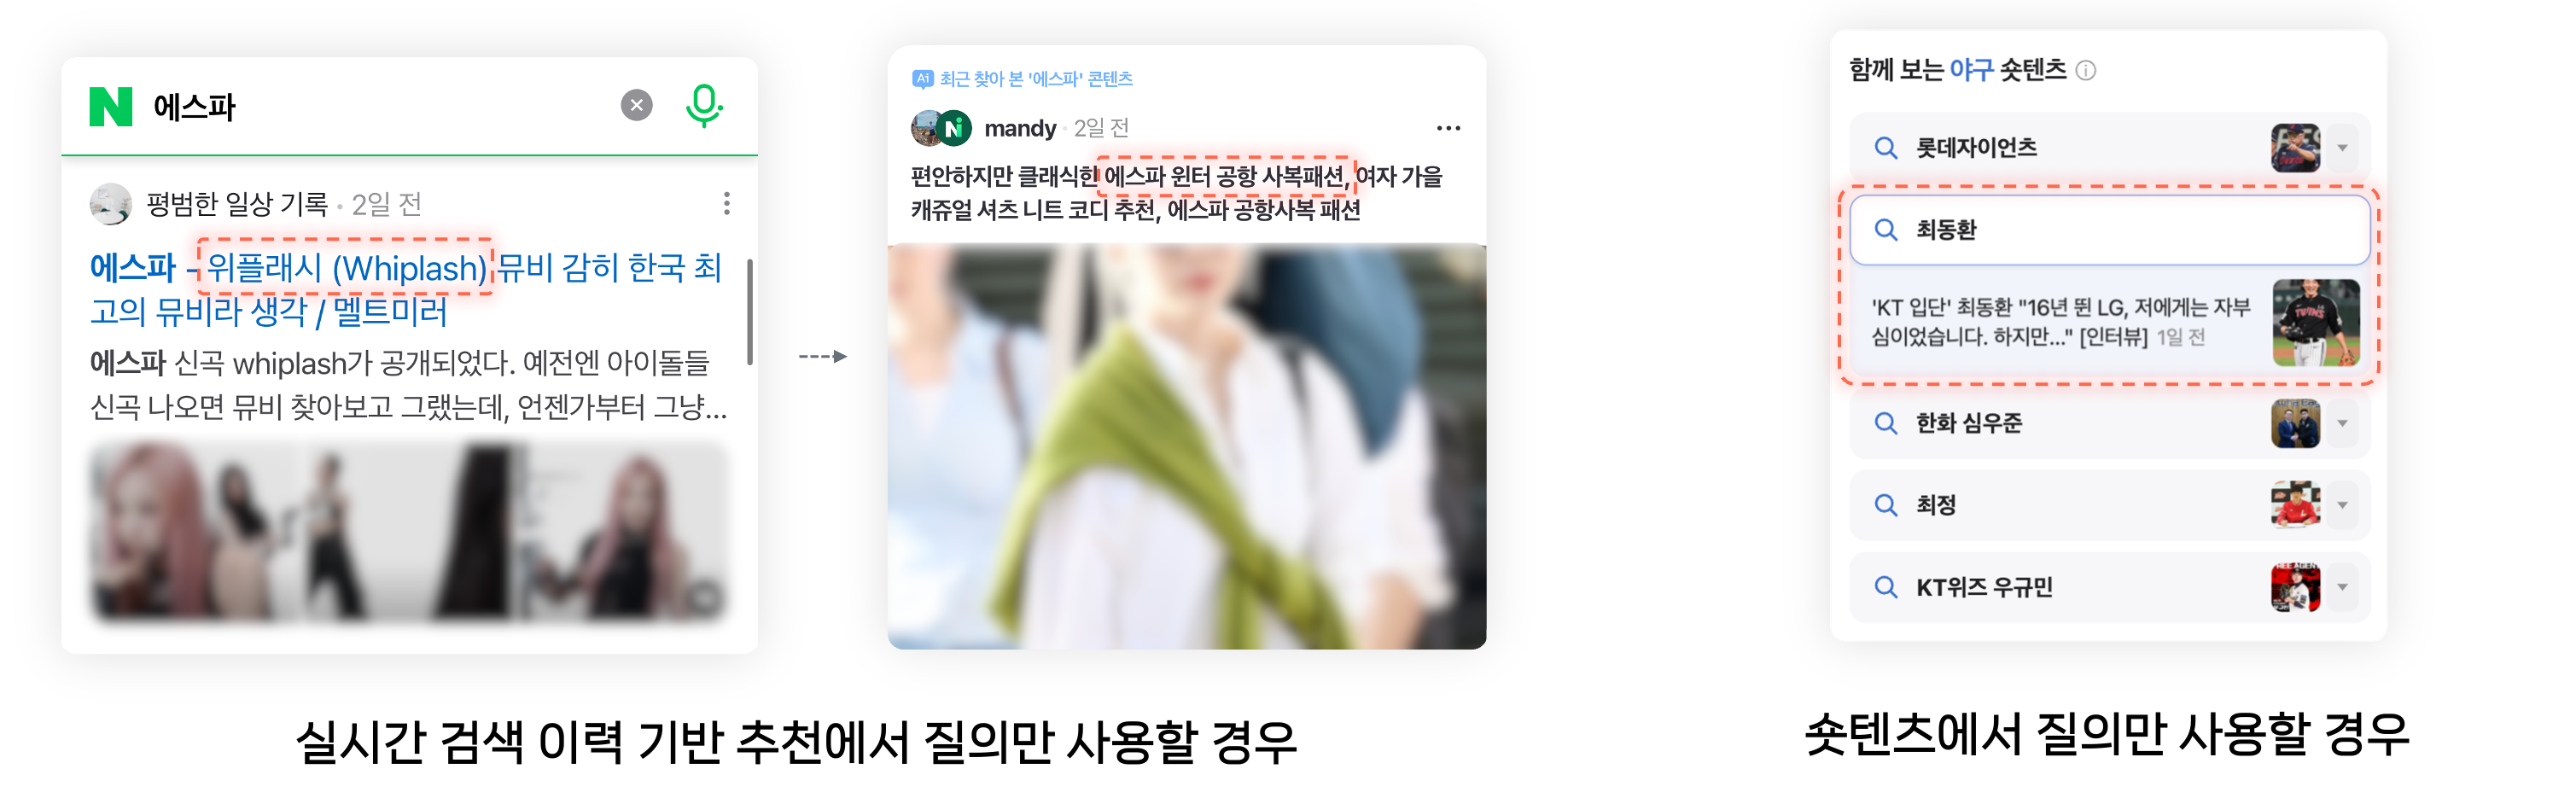 에스파
평범한 일상 기록 · 2일 전
에스파 - 위플래시 (Whiplash) 뮤비 감히 한국 최
고의 뮤비라 생각 / 멜트미러
에스파 신곡 whiplash가 공개되었다. 예전엔 아이돌들
신곡 나오면 뮤비 찾아보고 그랬는데, 언젠가부터 그냥...
Ai 최근 찾아 본 '에스파' 콘텐츠
mandy · 2일 전
편안하지만 클래식한 에스파 윈터 공항 사복패션, 여자 가을
캐쥬얼 셔츠 니트 코디 추천, 에스파 공항사복 패션
실시간 검색 이력 기반 추천에서 질의만 사용할 경우
함께 보는 야구 숏텐츠
롯데자이언츠
최동환
'KT 입단' 최동환 "16년 뛴 LG, 저에게는 자부
심이었습니다. 하지만..." [인터뷰] 1일 전
TWINS
한화 심우준
최정
KT위즈 우규민
숏텐츠에서 질의만 사용할 경우